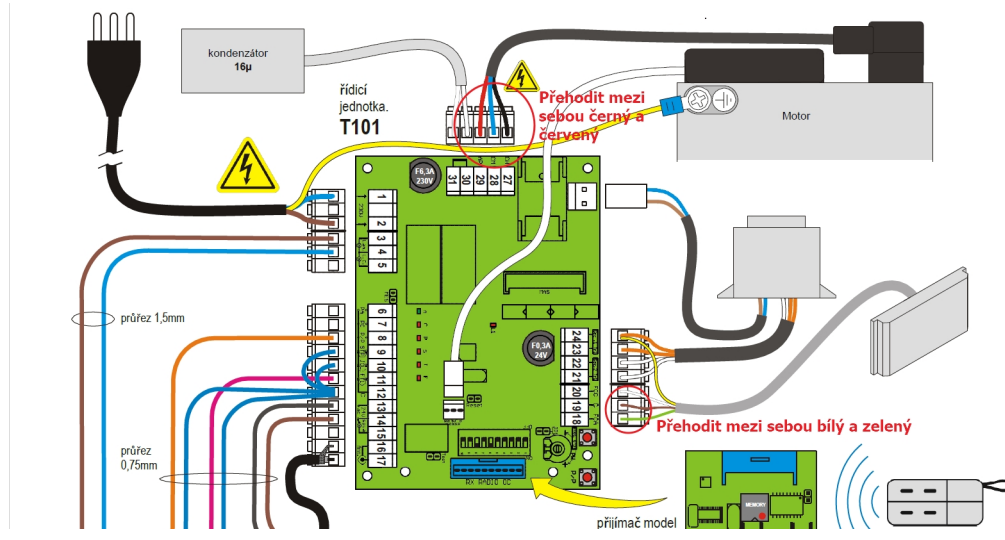 kondenzátor
16µ
řídicí
jednotka.
T101
Přehodit mezi
sebou černý a
červený
Motor
F6,3A
230V
31 30 29 28 27
1
2
3
4
5
průřez 1,5mm
6
7
8
9
10
11
12
13
14
15
16
17
F0,3A
24V
24
23
22
21
20
19
18
Přehodit mezi sebou bílý a zelený
průřez
0,75mm
RX RADIO OC
MEMORY
přijímač model